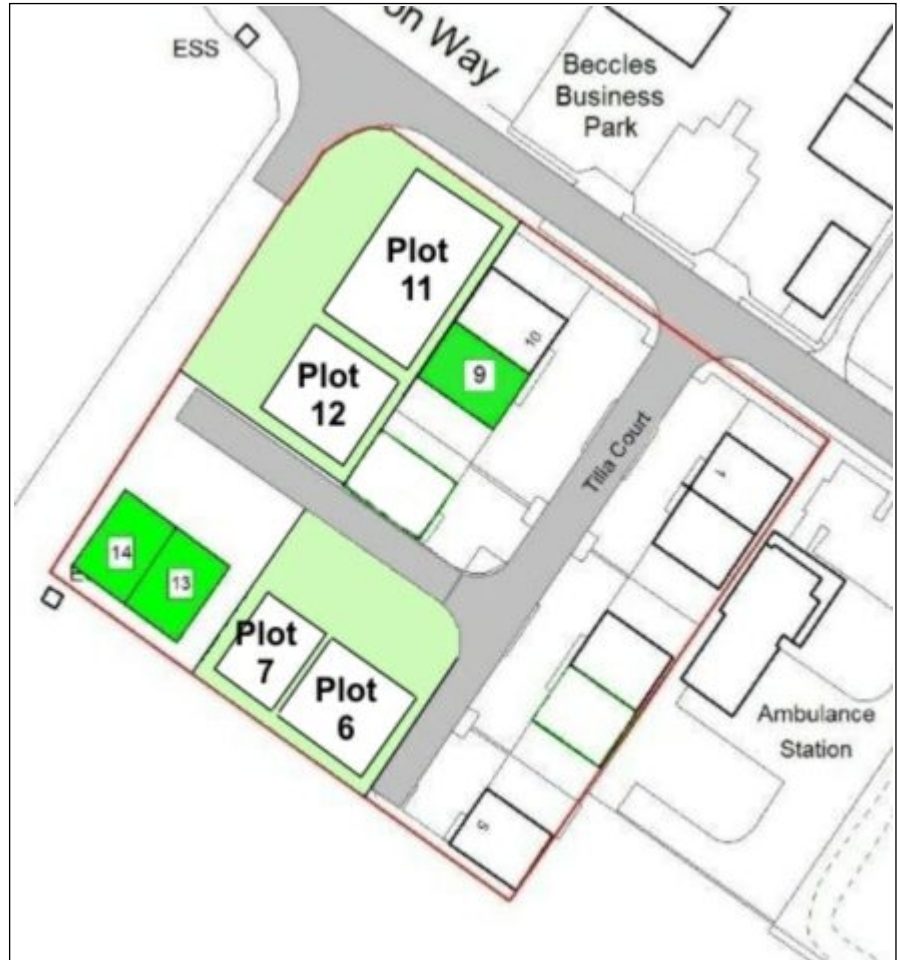 ESS
on Way
Beccles
Business
Park
Plot
11
10
9
Plot
12
Tilia Court
1
14
13
Plot
7
Plot
6
Ambulance
Station
5